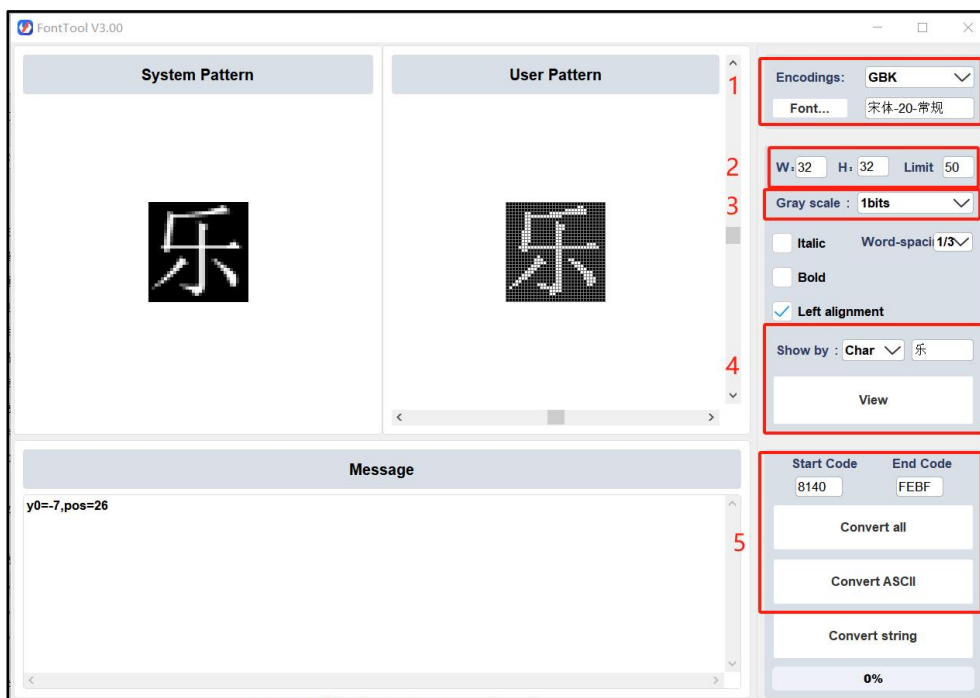 FontTool V3.00
System Pattern
User Pattern
乐
乐
1
Encodings: GBK
Font... 宋体-20-常规
2
W: 32 H: 32 Limit 50
3
Gray scale : 1bits
Italic Word-spaci 1/3
Bold
Left alignment
4
Show by : Char 乐
View
Message
y0=-7,pos=26
5
Start Code End Code
8140 FEBF
Convert all
Convert ASCII
Convert string
0%